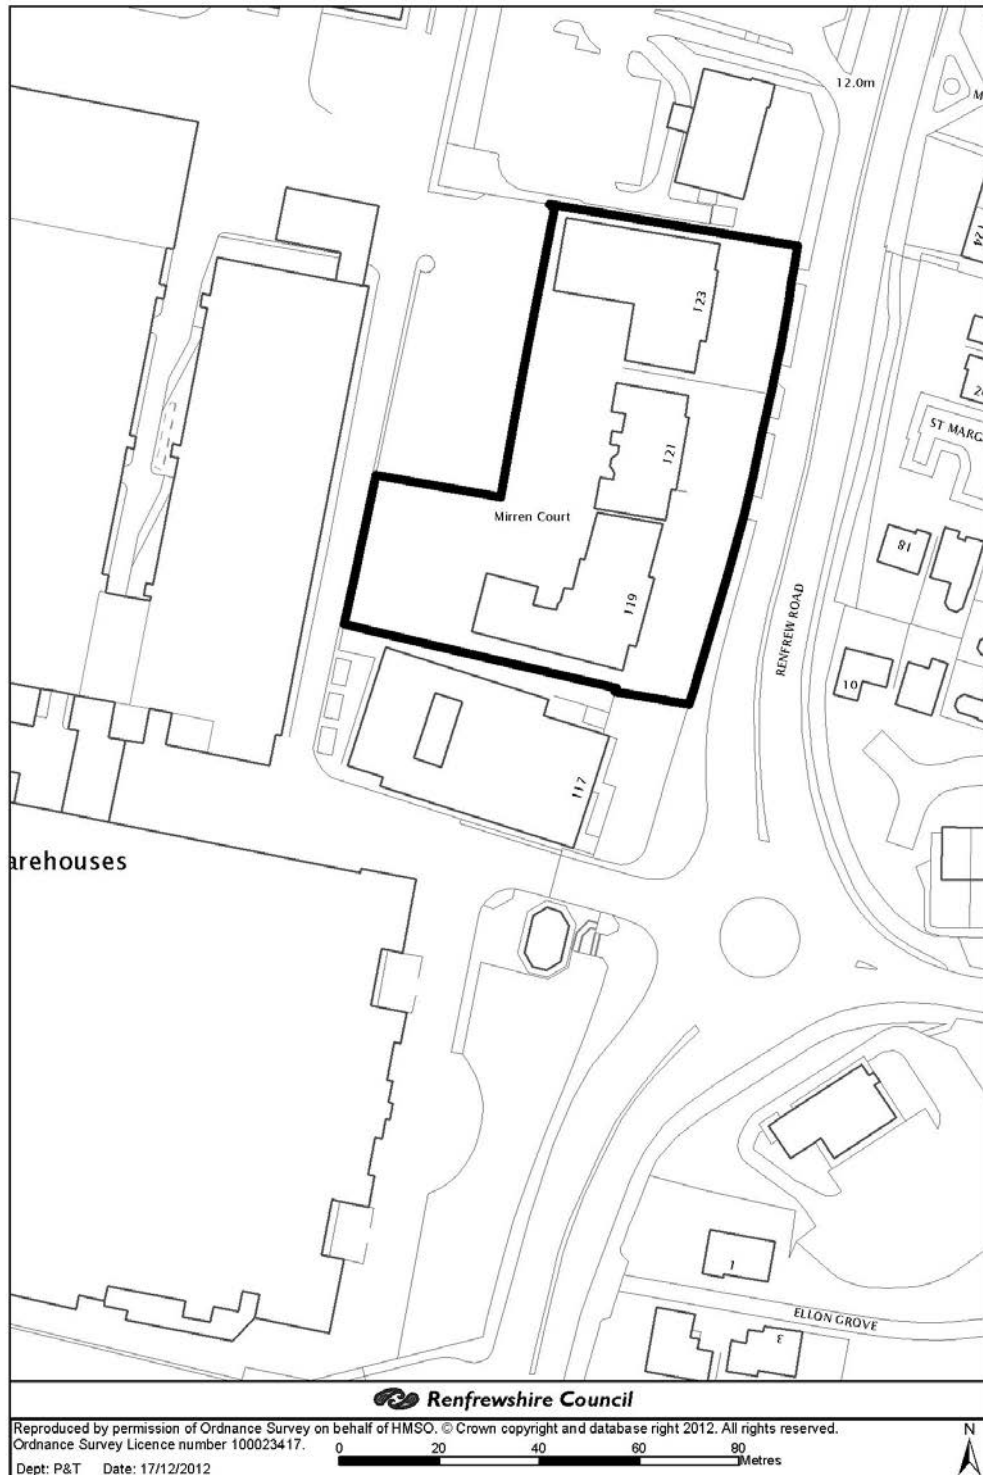 12.0m
M
124
123
20
ST MARG
121
Mirren Court
18
119
RENFREW ROAD
10
117
arehouses
1
ELLON GROVE
3
Renfrewshire Council
Reproduced by permission of Ordnance Survey on behalf of HMSO. © Crown copyright and database right 2012. All rights reserved.
Ordnance Survey Licence number 100023417.
N
0 20 40 60 80 Metres
Dept: P&T Date: 17/12/2012